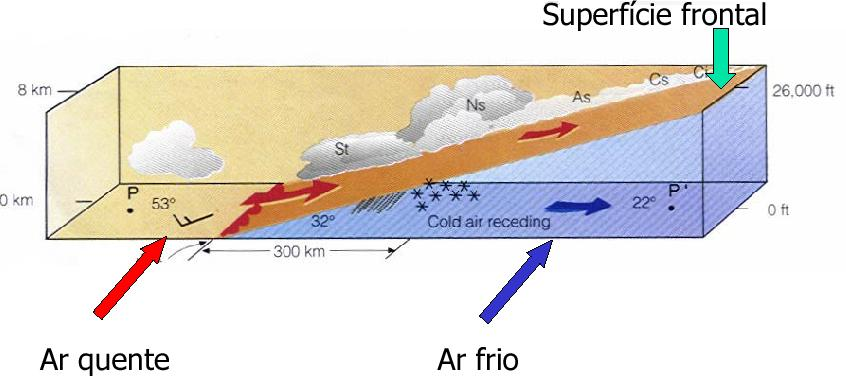 Superfície frontal
8 km
26,000 ft
Ci
Cs
As
Ns
St
0 km
P
53°
32°
Cold air receding
22°
P'
0 ft
300 km
Ar quente
Ar frio